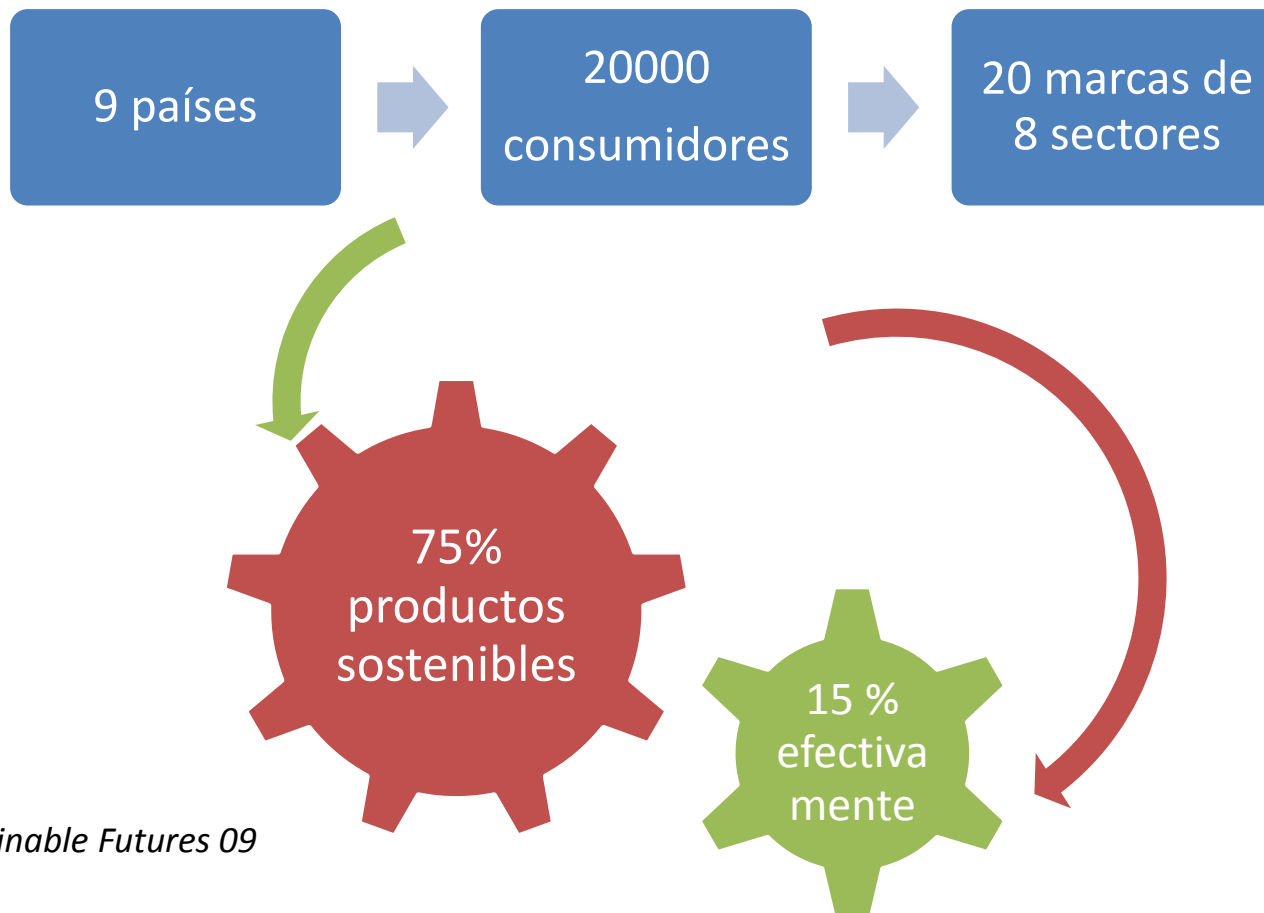 9 países
20000
consumidores
20 marcas de
8 sectores
75%
productos
sostenibles
15 %
efectiva
mente
inable Futures 09